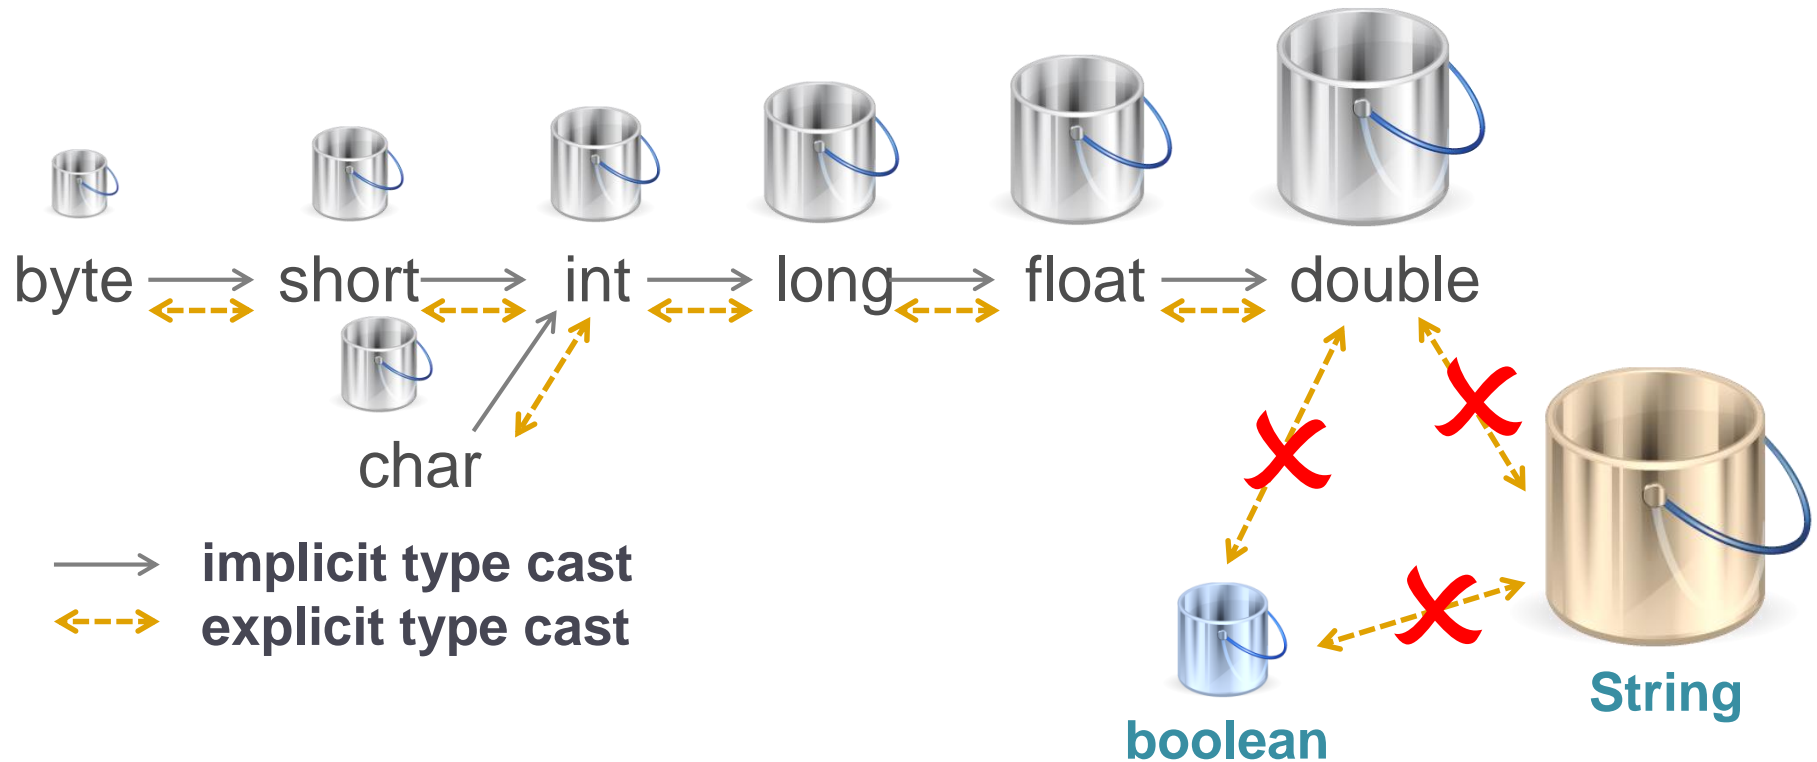 byte short int long float double
char
implicit type cast
explicit type cast
String
boolean